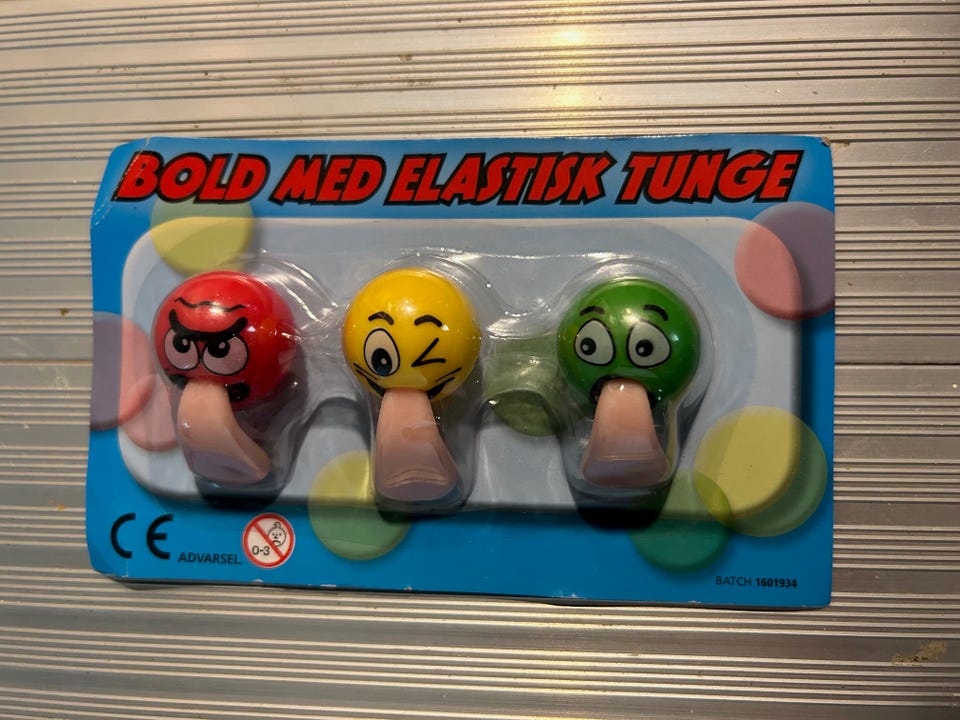 BOLD MED ELASTISK TUNGE
CE ADVARSEL.
0-3
BATCH 1601934